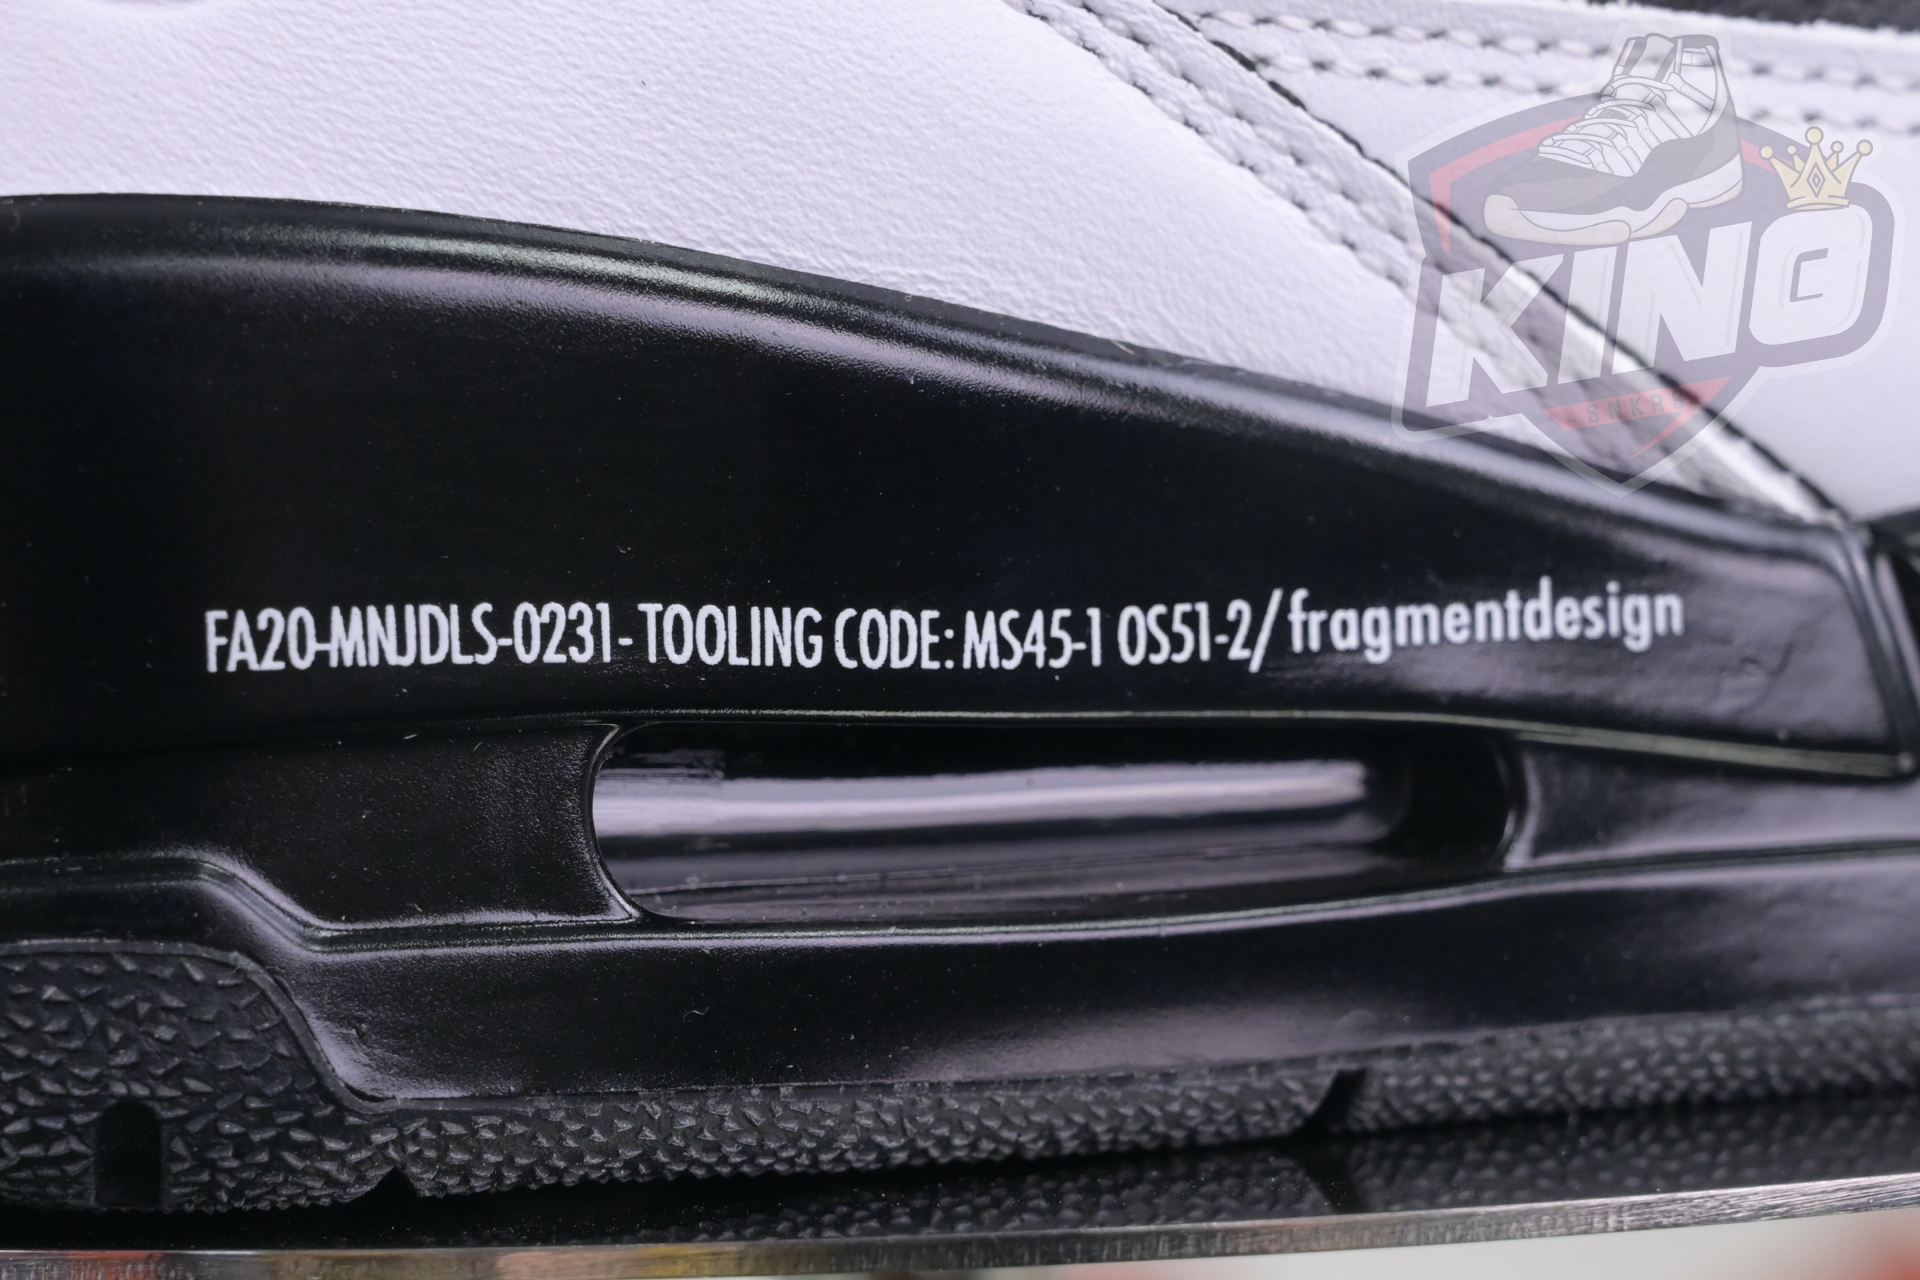 KING
SNKRS
FA20-MNJDLS-0231-TOOLING CODE: MS45-1 OS51-2/fragmentdesign